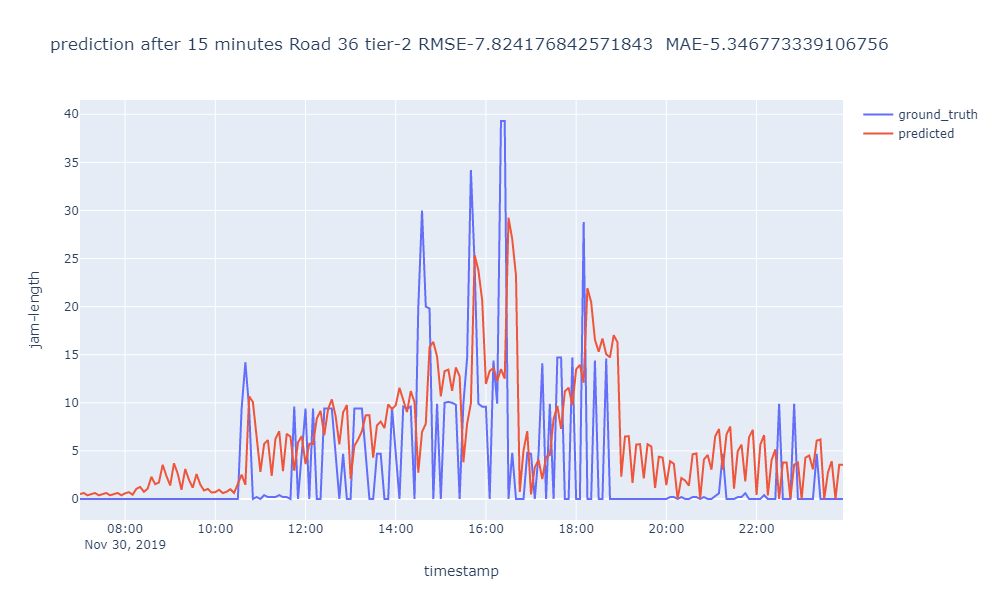 prediction after 15 minutes Road 36 tier-2 RMSE-7.824176842571843  MAE-5.346773339106756
ground_truth
predicted
40
35
30
25
20
15
10
5
0
jam-length
08:00 10:00 12:00 14:00 16:00 18:00 20:00 22:00
Nov 30, 2019
timestamp